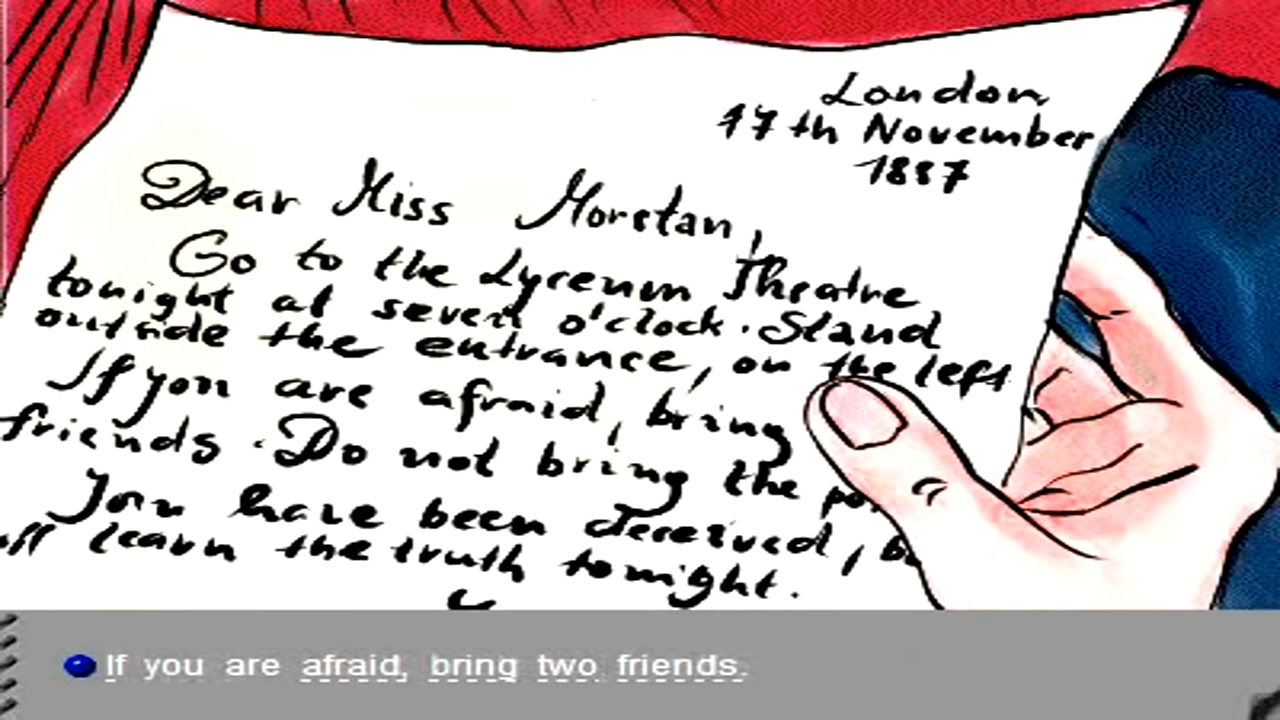 London
17th November
1887
Dear Miss Morstan,
Go to the Lyceum Theatre
tonight at seven o'clock. Stand
outside the entrance, on the left
If you are afraid, bring
friends. Do not bring the po
You have been deceived, b
ll learn the truth tonight.
If you are afraid, bring two friends.